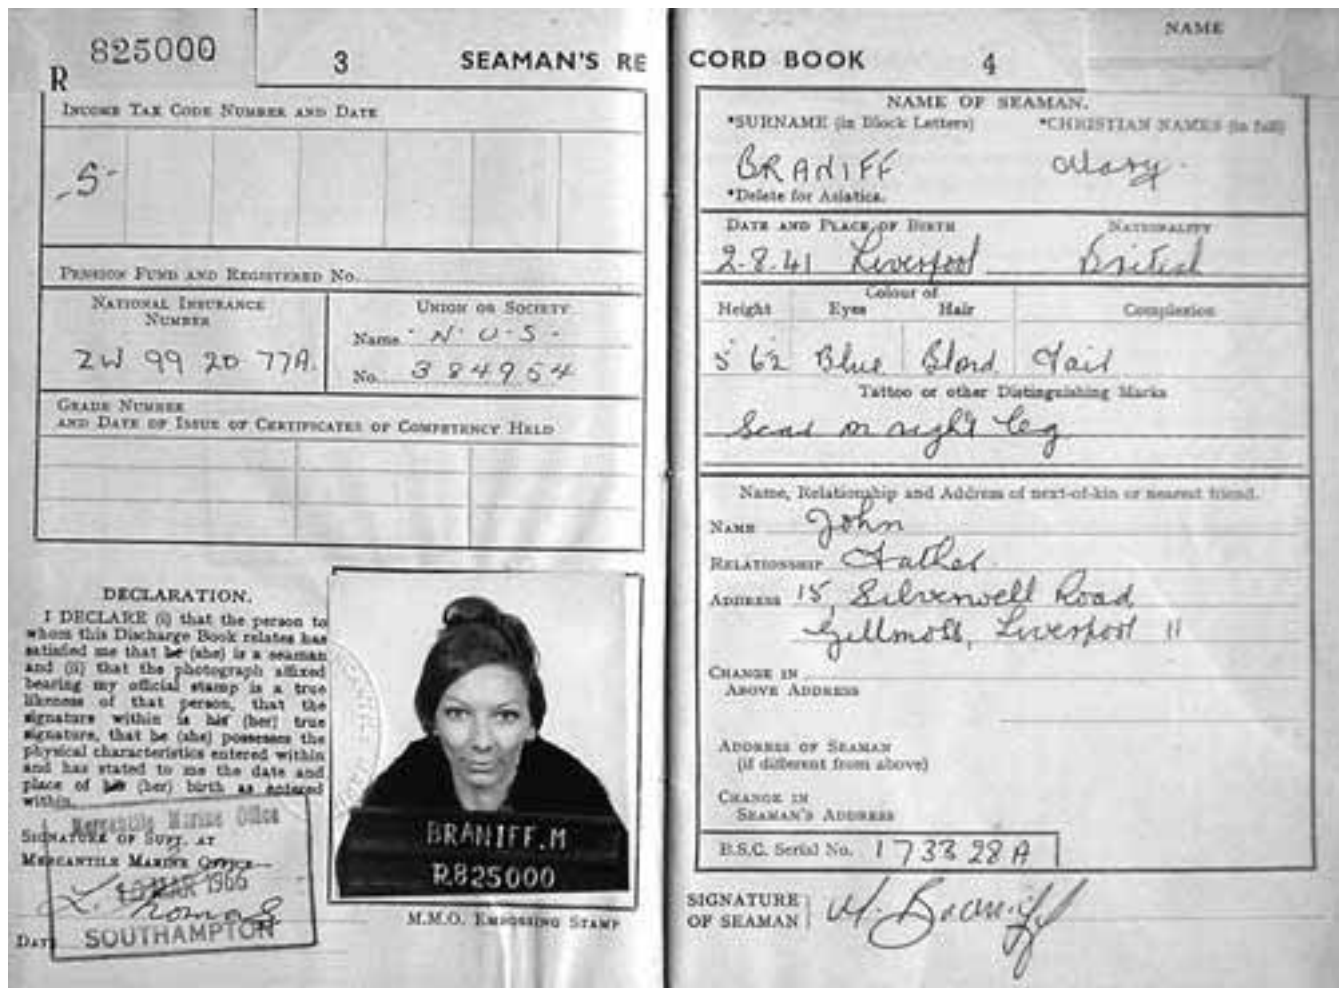 R 825000
3
SEAMAN'S RE
INCOME TAX CODE NUMBER AND DATE
-S-
PENSION FUND AND REGISTERED NO.
NATIONAL INSURANCE
NUMBER
ZW 99 20 77A.
UNION OR SOCIETY
Name - N-U-S-
No. 384954
GRADE NUMBER
AND DATE OF ISSUE OF CERTIFICATES OF COMPETENCY HELD
DECLARATION.
I DECLARE (i) that the person to
whom this Discharge Book relates has
satisfied me that he (she) is a seaman
and (ii) that the photograph affixed
bearing my official stamp is a true
likeness of that person, that the
signature within is his (her) true
signature, that he (she) possesses the
physical characteristics entered within
and has stated to me the date and
place of his (her) birth as entered
within.
Mercantile Marine Office
SIGNATURE OF SUPT. AT
MERCANTILE MARINE OFFICE—
MAR 1966
L. Thomas
DATE
SOUTHAMPTON
BRANIFF.M
R825000
M.M.O. EMBOSSING STAMP
NAME
CORD BOOK
4
NAME OF SEAMAN.
*SURNAME (in Block Letters) *CHRISTIAN NAMES (in full)
BRANIFF Mary.
*Delete for Asiatics.
DATE AND PLACE OF BIRTH NATIONALITY
2-8-41 Liverpool British
Colour of
Height Eyes Hair Complexion
5' 6½ Blue Blond Fair
Tattoo or other Distinguishing Marks
Scar on right leg
Name, Relationship and Address of next-of-kin or nearest friend.
NAME John
RELATIONSHIP Father.
ADDRESS 15, Silverwell Road
Gillmoss, Liverpool 11
CHANGE IN
ABOVE ADDRESS
ADDRESS OF SEAMAN
(if different from above)
CHANGE IN
SEAMAN'S ADDRESS
B.S.C. Serial No. 173328A
SIGNATURE
OF SEAMAN
M. Braniff